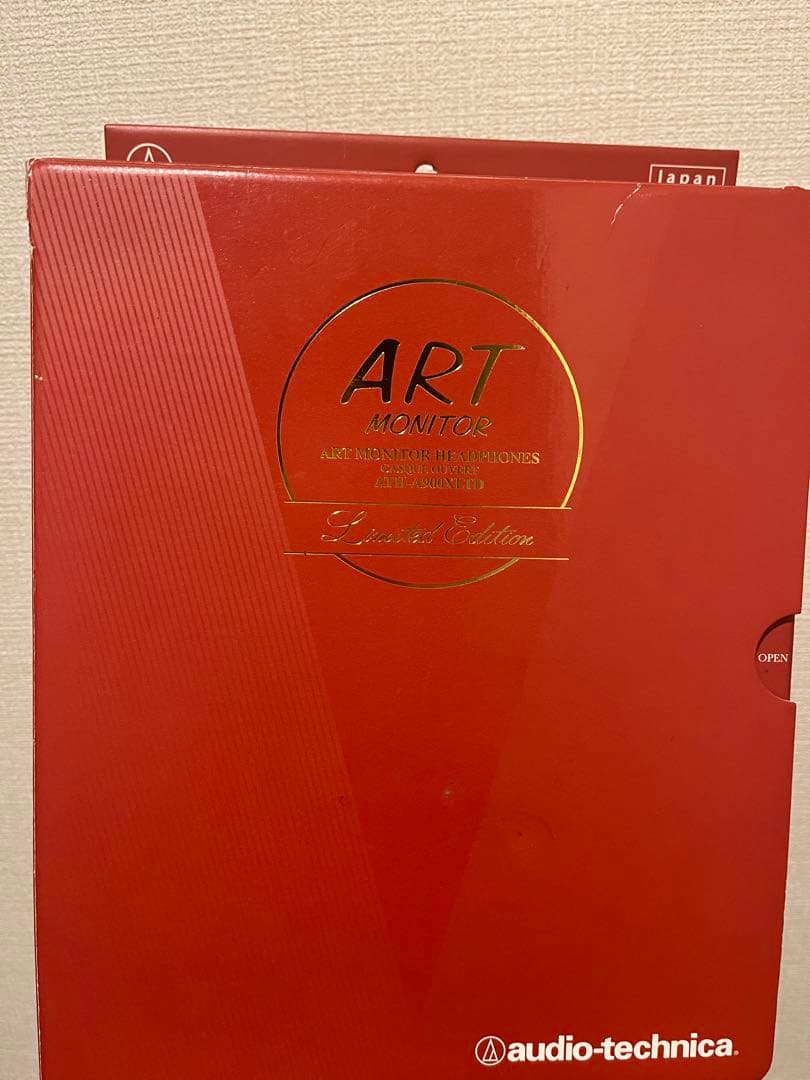 Japan
ART
MONITOR
ART MONITOR HEADPHONES
CASQUE OUVERT
ATH-A900XLTD
Limited Edition
OPEN
audio-technica